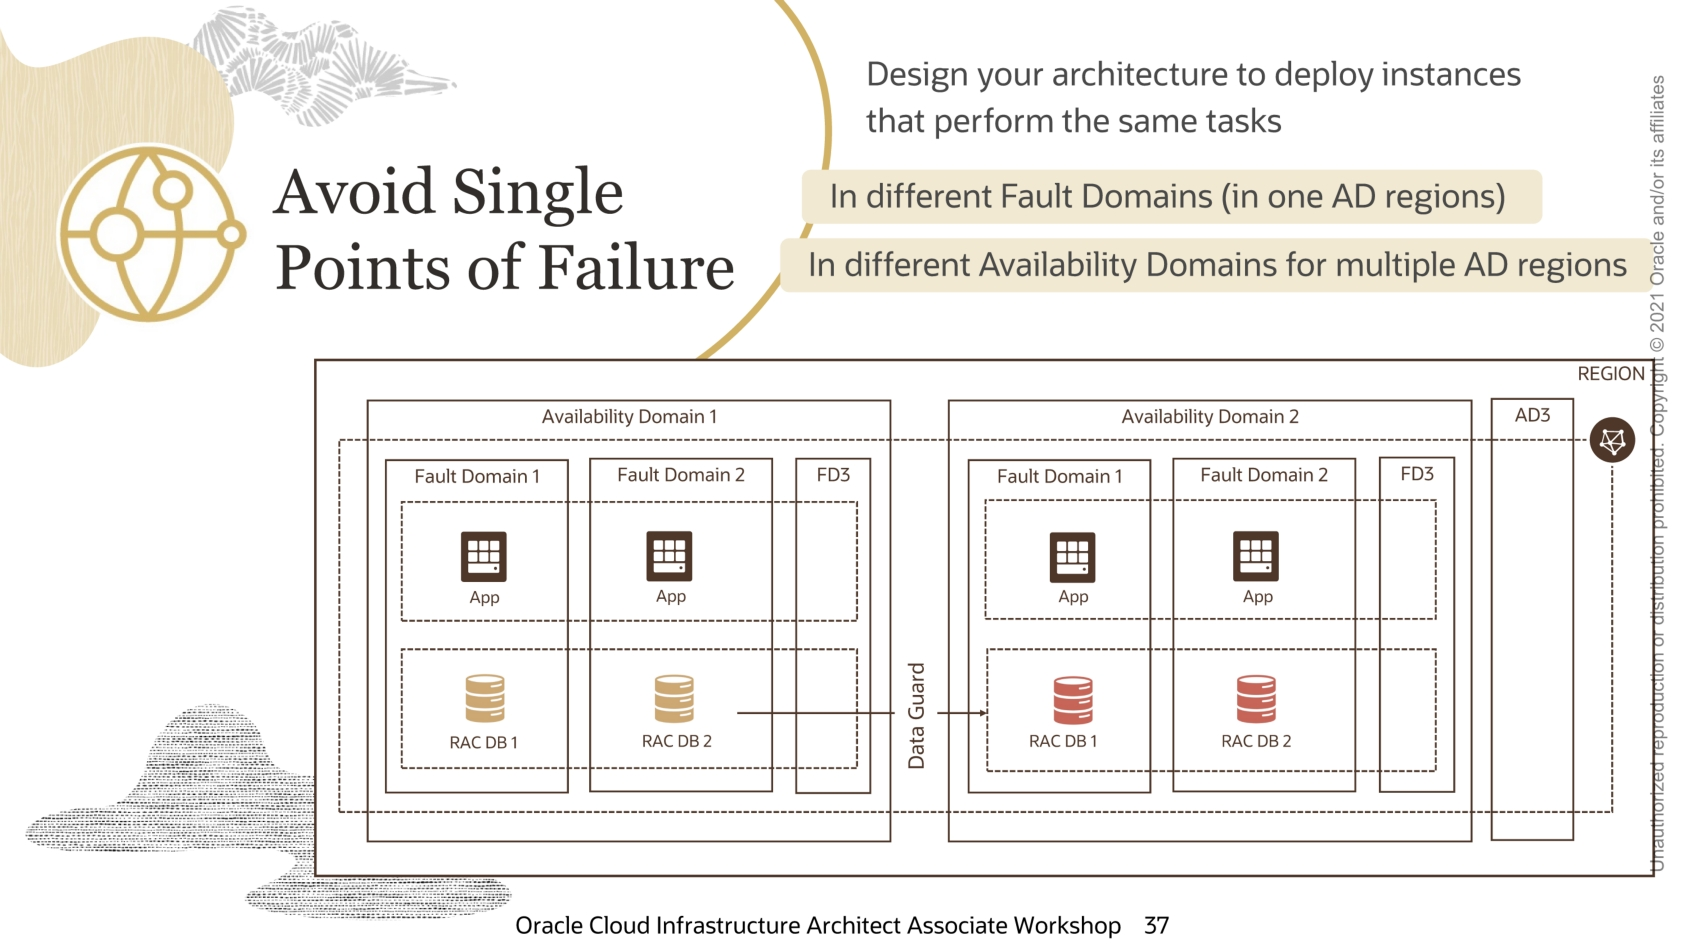 Avoid Single
Points of Failure
Design your architecture to deploy instances
that perform the same tasks
In different Fault Domains (in one AD regions)
In different Availability Domains for multiple AD regions
REGION
Availability Domain 1
Fault Domain 1
Fault Domain 2
FD3
App
App
RAC DB 1
RAC DB 2
Data Guard
Availability Domain 2
Fault Domain 1
Fault Domain 2
FD3
App
App
RAC DB 1
RAC DB 2
AD3
Unauthorized reproduction or distribution prohibited. Copyright © 2021 Oracle and/or its affiliates
Oracle Cloud Infrastructure Architect Associate Workshop 37